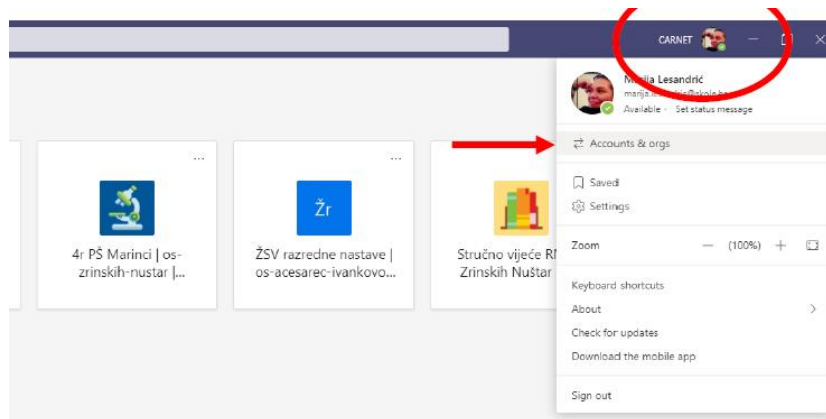 CARNET
Marija Lesandrić
Available · Set status message
Accounts & orgs
Saved
Settings
Zoom — (100%) +
Keyboard shortcuts
About
Check for updates
Download the mobile app
Sign out
...
4r PŠ Marinci | os-
zrinskih-nustar |...
...
Žr
ŽSV razredne nastave |
os-acesarec-ivankovo...
Stručno vijeće
Zrinskih Nuštar